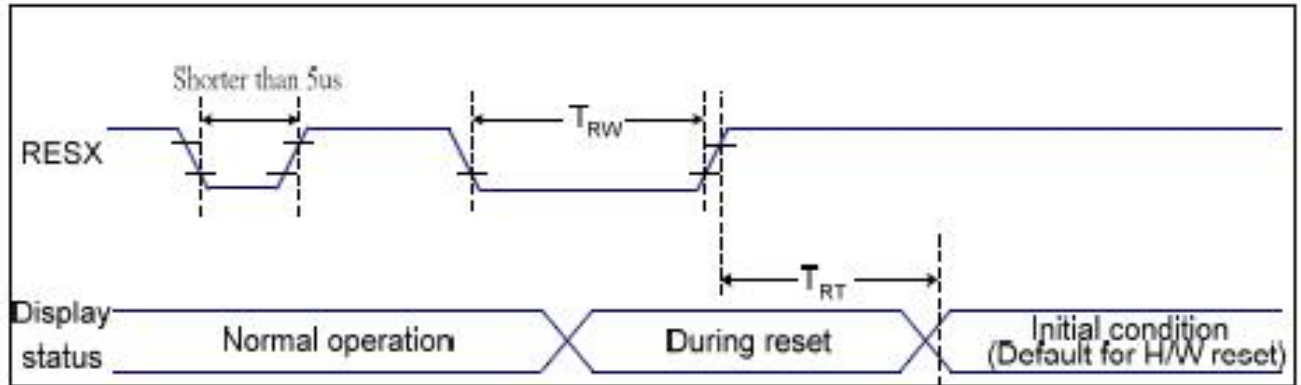 Shorter than 5us
RESX
TRW
TRT
Display
status
Normal operation
During reset
Initial condition
(Default for H/W reset)